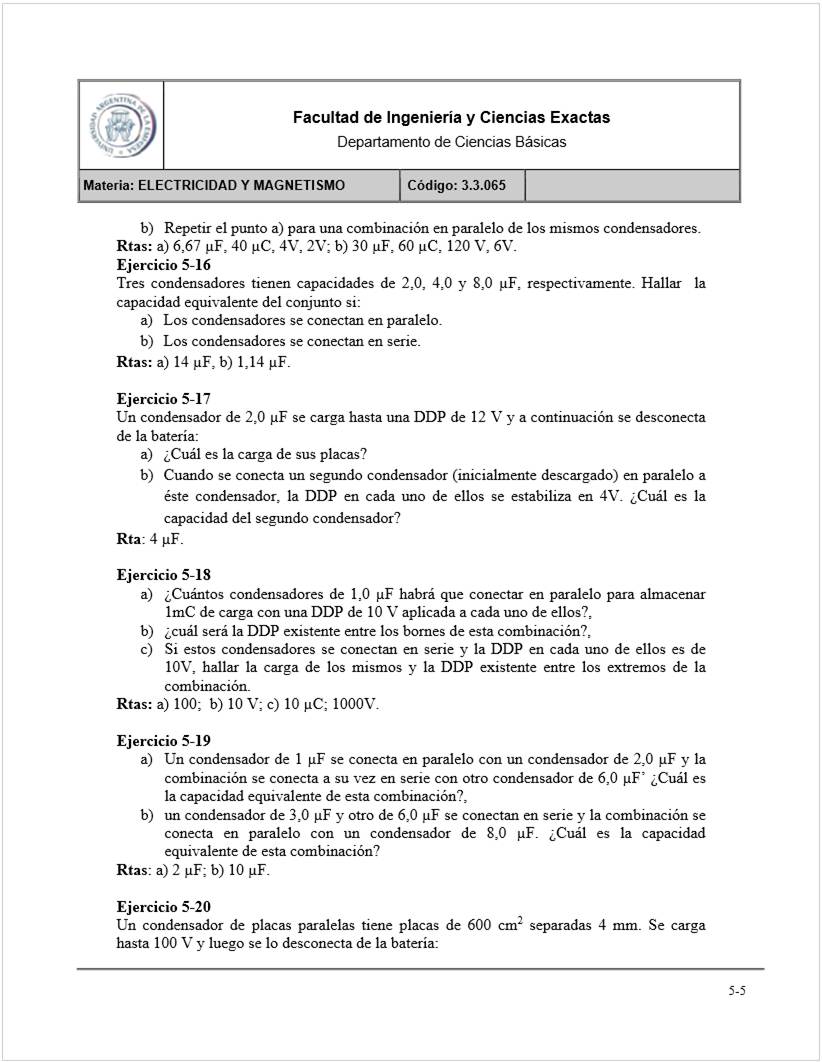 UNIVERSIDAD ARGENTINA DE LA EMPRESA
Facultad de Ingeniería y Ciencias Exactas
Departamento de Ciencias Básicas
Materia: ELECTRICIDAD Y MAGNETISMO
Código: 3.3.065
b) Repetir el punto a) para una combinación en paralelo de los mismos condensadores.
Rtas: a) 6,67 µF, 40 µC, 4V, 2V; b) 30 µF, 60 µC, 120 V, 6V.
Ejercicio 5-16
Tres condensadores tienen capacidades de 2,0, 4,0 y 8,0 µF, respectivamente. Hallar la
capacidad equivalente del conjunto si:
a) Los condensadores se conectan en paralelo.
b) Los condensadores se conectan en serie.
Rtas: a) 14 µF, b) 1,14 µF.
Ejercicio 5-17
Un condensador de 2,0 µF se carga hasta una DDP de 12 V y a continuación se desconecta
de la batería:
a) ¿Cuál es la carga de sus placas?
b) Cuando se conecta un segundo condensador (inicialmente descargado) en paralelo a
éste condensador, la DDP en cada uno de ellos se estabiliza en 4V. ¿Cuál es la
capacidad del segundo condensador?
Rta: 4 µF.
Ejercicio 5-18
a) ¿Cuántos condensadores de 1,0 µF habrá que conectar en paralelo para almacenar
1mC de carga con una DDP de 10 V aplicada a cada uno de ellos?,
b) ¿cuál será la DDP existente entre los bornes de esta combinación?,
c) Si estos condensadores se conectan en serie y la DDP en cada uno de ellos es de
10V, hallar la carga de los mismos y la DDP existente entre los extremos de la
combinación.
Rtas: a) 100; b) 10 V; c) 10 µC; 1000V.
Ejercicio 5-19
a) Un condensador de 1 µF se conecta en paralelo con un condensador de 2,0 µF y la
combinación se conecta a su vez en serie con otro condensador de 6,0 µF' ¿Cuál es
la capacidad equivalente de esta combinación?,
b) un condensador de 3,0 µF y otro de 6,0 µF se conectan en serie y la combinación se
conecta en paralelo con un condensador de 8,0 µF. ¿Cuál es la capacidad
equivalente de esta combinación?
Rtas: a) 2 µF; b) 10 µF.
Ejercicio 5-20
Un condensador de placas paralelas tiene placas de 600 cm² separadas 4 mm. Se carga
hasta 100 V y luego se lo desconecta de la batería:
5-5